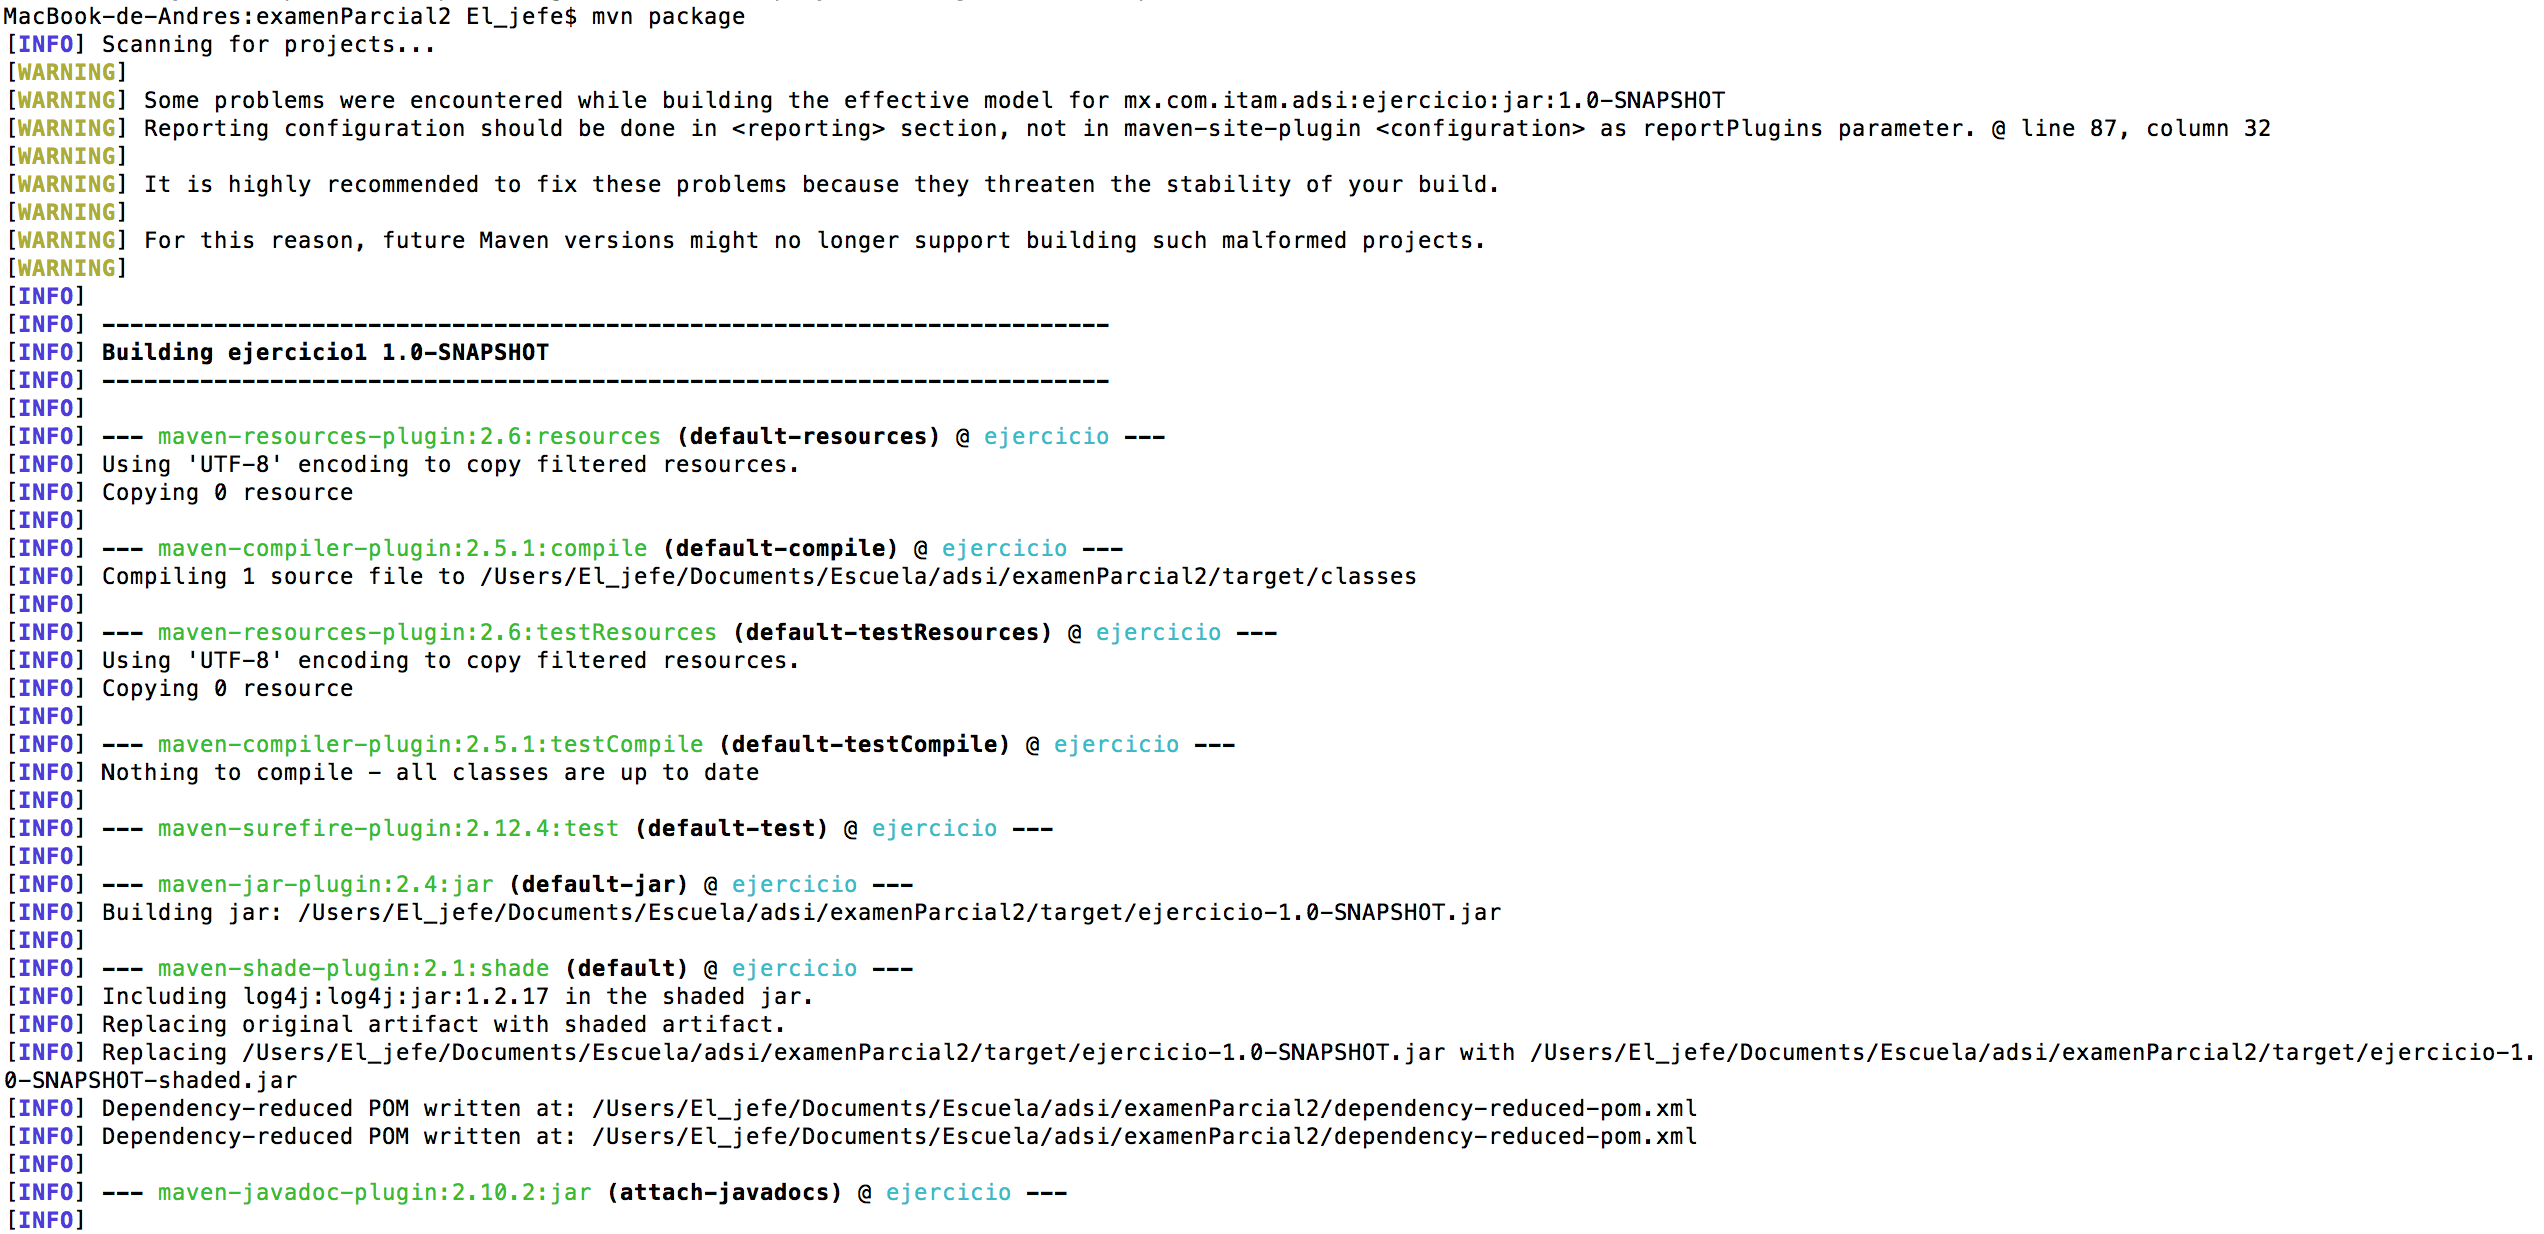 MacBook-de-Andres:examenParcial2 El_jefe$ mvn package
[INFO] Scanning for projects...
[WARNING]
[WARNING] Some problems were encountered while building the effective model for mx.com.itam.adsi:ejercicio:jar:1.0-SNAPSHOT
[WARNING] Reporting configuration should be done in <reporting> section, not in maven-site-plugin <configuration> as reportPlugins parameter. @ line 87, column 32
[WARNING]
[WARNING] It is highly recommended to fix these problems because they threaten the stability of your build.
[WARNING]
[WARNING] For this reason, future Maven versions might no longer support building such malformed projects.
[WARNING]
[INFO]
[INFO] ------------------------------------------------------------------------
[INFO] Building ejercicio1 1.0-SNAPSHOT
[INFO] ------------------------------------------------------------------------
[INFO]
[INFO] --- maven-resources-plugin:2.6:resources (default-resources) @ ejercicio ---
[INFO] Using 'UTF-8' encoding to copy filtered resources.
[INFO] Copying 0 resource
[INFO]
[INFO] --- maven-compiler-plugin:2.5.1:compile (default-compile) @ ejercicio ---
[INFO] Compiling 1 source file to /Users/El_jefe/Documents/Escuela/adsi/examenParcial2/target/classes
[INFO]
[INFO] --- maven-resources-plugin:2.6:testResources (default-testResources) @ ejercicio ---
[INFO] Using 'UTF-8' encoding to copy filtered resources.
[INFO] Copying 0 resource
[INFO]
[INFO] --- maven-compiler-plugin:2.5.1:testCompile (default-testCompile) @ ejercicio ---
[INFO] Nothing to compile - all classes are up to date
[INFO]
[INFO] --- maven-surefire-plugin:2.12.4:test (default-test) @ ejercicio ---
[INFO]
[INFO] --- maven-jar-plugin:2.4:jar (default-jar) @ ejercicio ---
[INFO] Building jar: /Users/El_jefe/Documents/Escuela/adsi/examenParcial2/target/ejercicio-1.0-SNAPSHOT.jar
[INFO]
[INFO] --- maven-shade-plugin:2.1:shade (default) @ ejercicio ---
[INFO] Including log4j:log4j:jar:1.2.17 in the shaded jar.
[INFO] Replacing original artifact with shaded artifact.
[INFO] Replacing /Users/El_jefe/Documents/Escuela/adsi/examenParcial2/target/ejercicio-1.0-SNAPSHOT.jar with /Users/El_jefe/Documents/Escuela/adsi/examenParcial2/target/ejercicio-1.
0-SNAPSHOT-shaded.jar
[INFO] Dependency-reduced POM written at: /Users/El_jefe/Documents/Escuela/adsi/examenParcial2/dependency-reduced-pom.xml
[INFO] Dependency-reduced POM written at: /Users/El_jefe/Documents/Escuela/adsi/examenParcial2/dependency-reduced-pom.xml
[INFO]
[INFO] --- maven-javadoc-plugin:2.10.2:jar (attach-javadocs) @ ejercicio ---
[INFO]